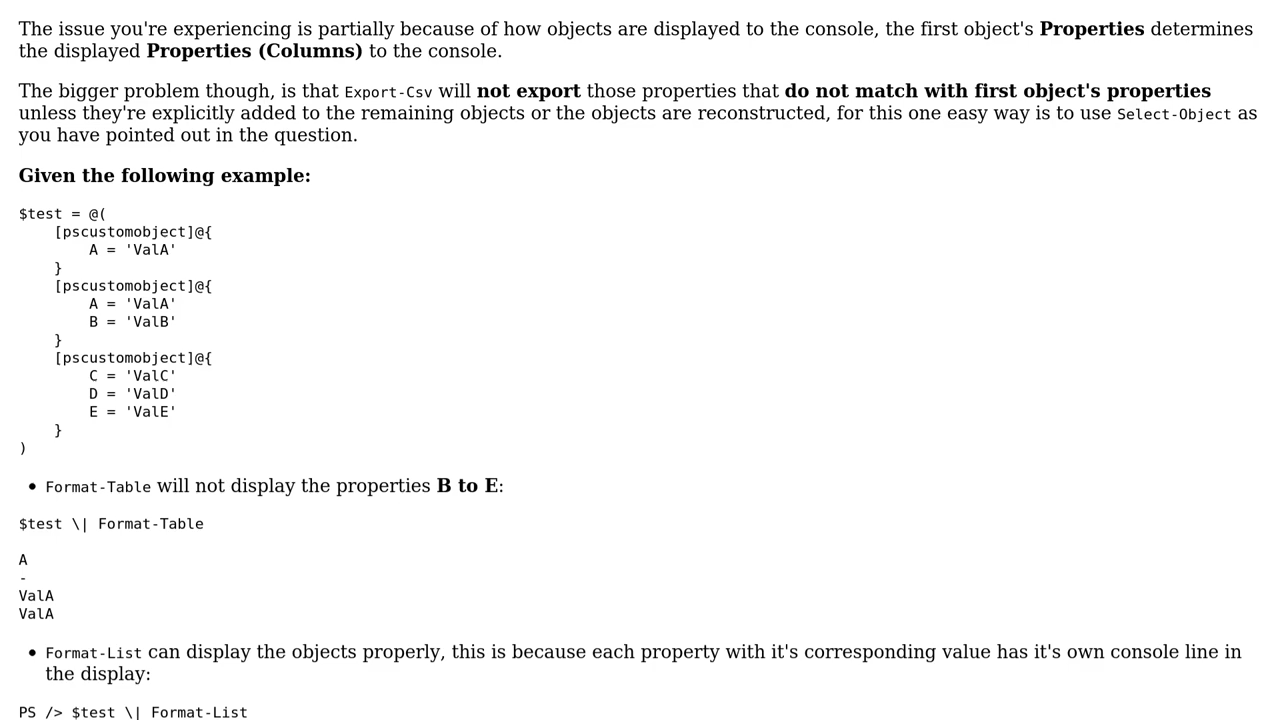 The issue you're experiencing is partially because of how objects are displayed to the console, the first object's Properties determines
the displayed Properties (Columns) to the console.
The bigger problem though, is that Export-Csv will not export those properties that do not match with first object's properties
unless they're explicitly added to the remaining objects or the objects are reconstructed, for this one easy way is to use Select-Object as
you have pointed out in the question.
Given the following example:
$test = @(
    [pscustomobject]@{
        A = 'ValA'
    }
    [pscustomobject]@{
        A = 'ValA'
        B = 'ValB'
    }
    [pscustomobject]@{
        C = 'ValC'
        D = 'ValD'
        E = 'ValE'
    }
)
• Format-Table will not display the properties B to E:
$test \| Format-Table
A
-
ValA
ValA
• Format-List can display the objects properly, this is because each property with it's corresponding value has it's own console line in
the display:
PS /> $test \| Format-List